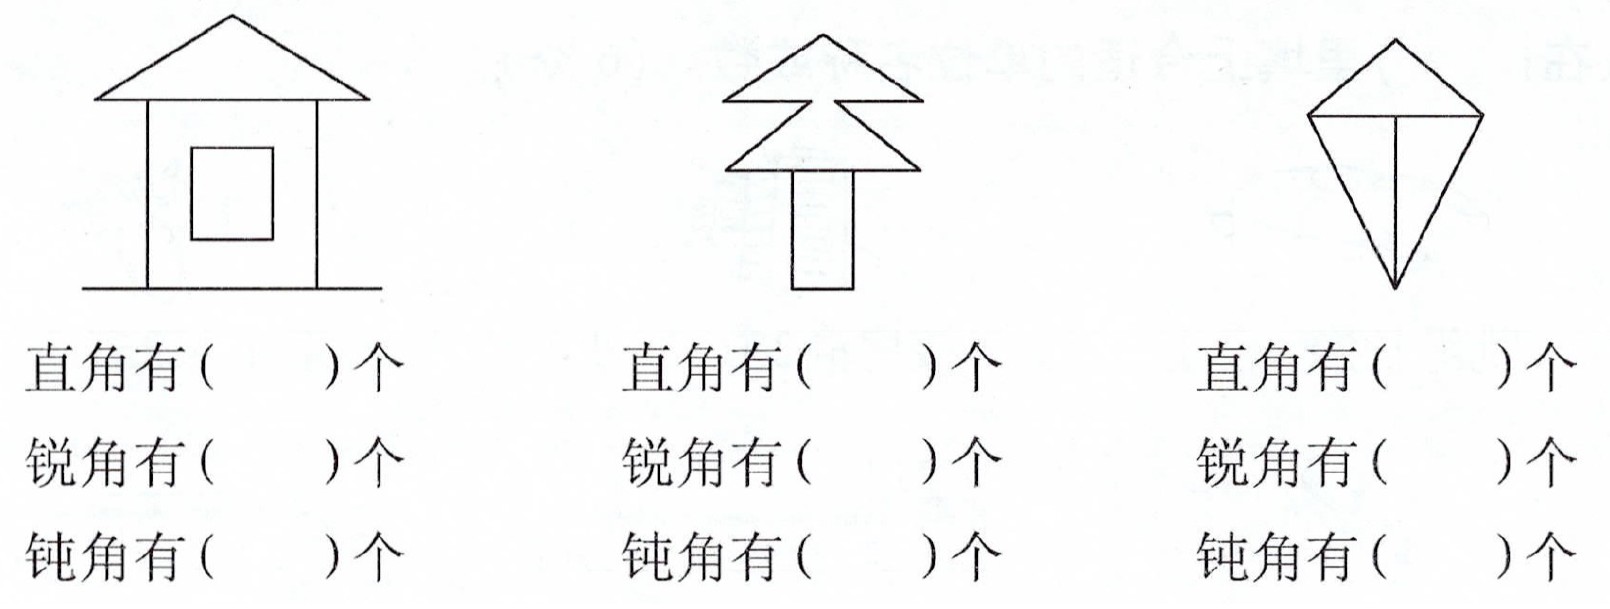 直角有(　　)个　直角有(　　)个　直角有(　　)个
锐角有(　　)个　锐角有(　　)个　锐角有(　　)个
钝角有(　　)个　钝角有(　　)个　钝角有(　　)个